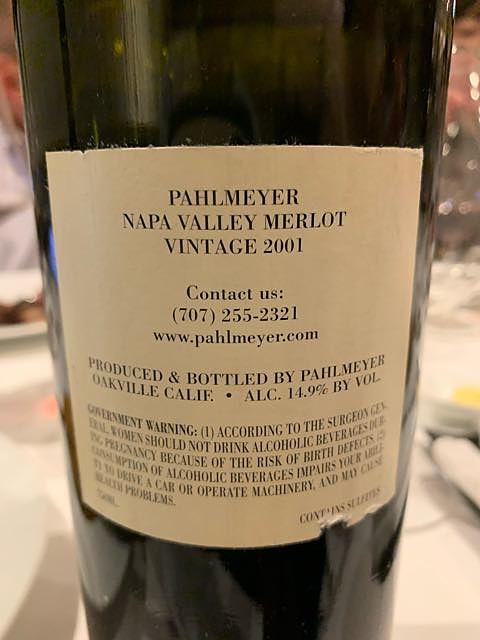 PAHLMEYER
NAPA VALLEY MERLOT
VINTAGE 2001
Contact us:
(707) 255-2321
www.pahlmeyer.com
PRODUCED & BOTTLED BY PAHLMEYER
OAKVILLE CALIF. • ALC. 14.9% BY VOL.
GOVERNMENT WARNING: (1) ACCORDING TO THE SURGEON GEN-
ERAL, WOMEN SHOULD NOT DRINK ALCOHOLIC BEVERAGES DUR-
ING PREGNANCY BECAUSE OF THE RISK OF BIRTH DEFECTS. (2)
CONSUMPTION OF ALCOHOLIC BEVERAGES IMPAIRS YOUR ABILI-
TY TO DRIVE A CAR OR OPERATE MACHINERY, AND MAY CAUSE
HEALTH PROBLEMS.
750ML
CONTAINS SULFITES